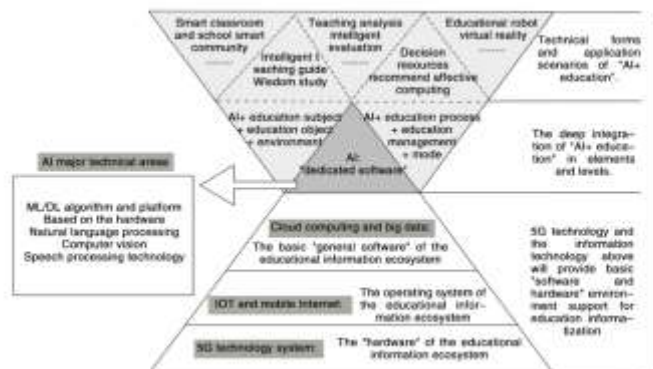 Smart classroom
and school smart
community
Teaching analysis
intelligent
evaluation
Educational robot
virtual reality
Intelligent t
eaching guide
Wisdom study
Decision
resources
recommend affective
computing
Technical forms
and application
scenarios of "AI+
education".
AI+ education subject
+ education object
+ environment
AI+ education process
+ education
management
+ mode
The deep integra-
tion of "AI+ educa-
tion" in elements
and levels.
AI:
"dedicated software"
AI major technical areas:
ML/DL algorithm and platform
Based on the hardware
Natural language processing
Computer vision
Speech processing technology
Cloud computing and big data:
The basic "general software" of the
educational information ecosystem
IOT and mobile Internet:
The operating system of
the educational infor-
mation ecosystem
5G technology system:
The "hardware" of the educational
information ecosystem
5G technology and
the information
technology above
will provide basic
"software and
hardware" environ-
ment support for
education informa-
tization